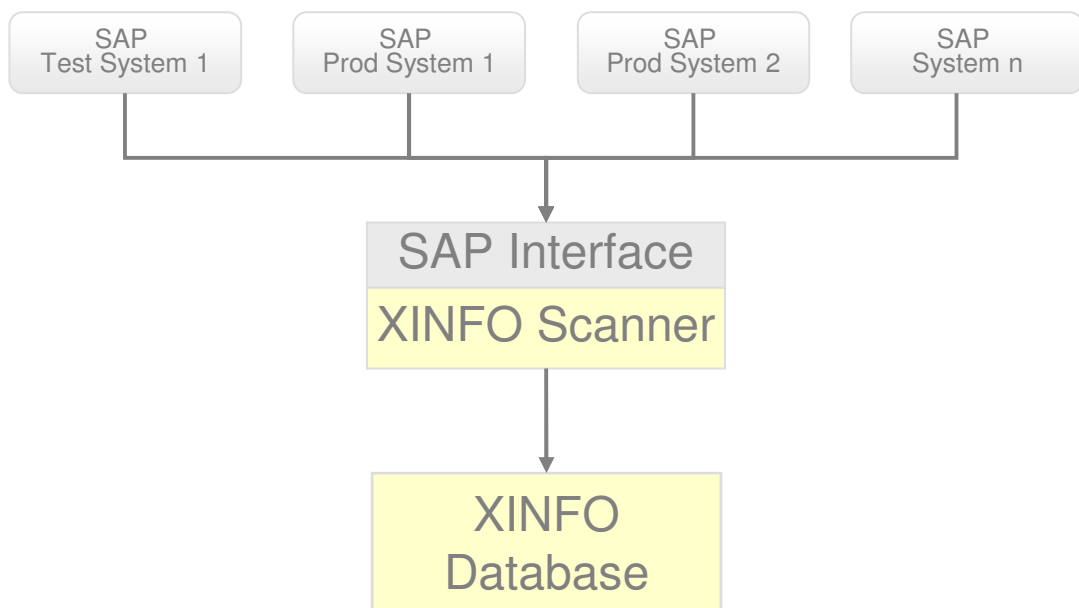 SAP
Test System 1
SAP
Prod System 1
SAP
Prod System 2
SAP
System n
SAP Interface
XINFO Scanner
XINFO
Database